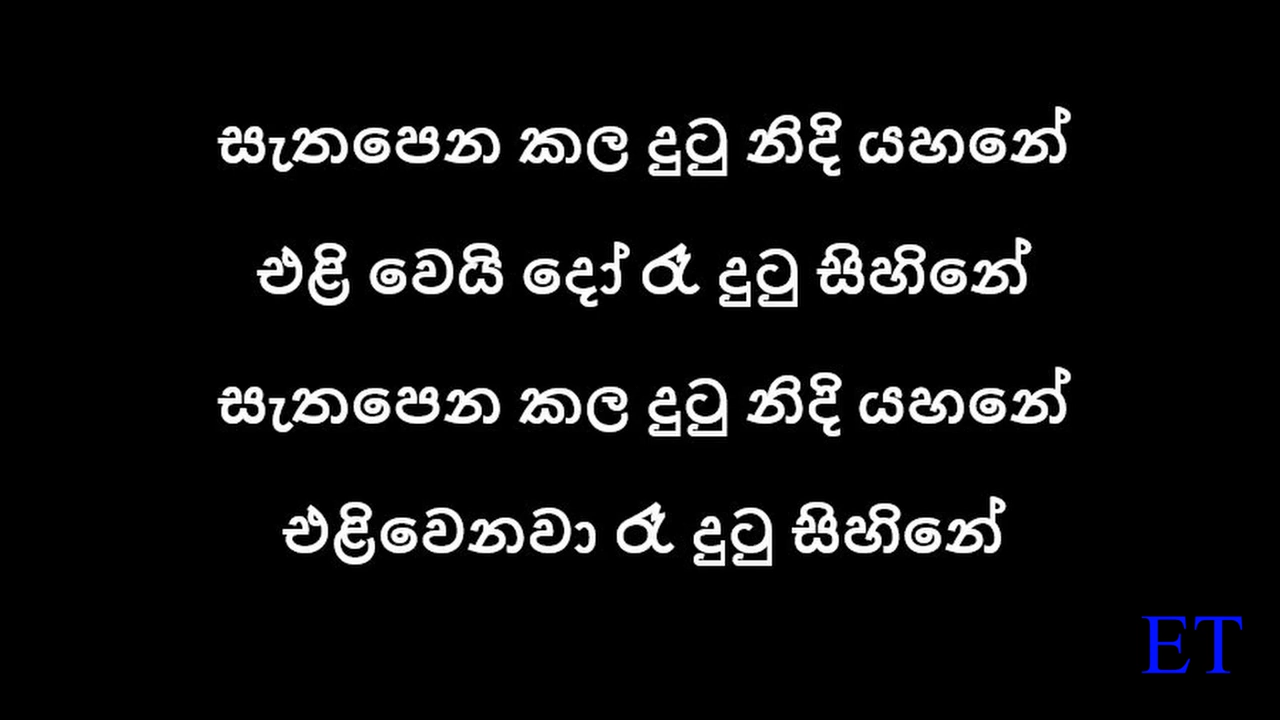 සැතපෙන කල දුටු නිදි යහනේ
එළි වෙයි දෝ රෑ දුටු සිහිනේ
සැතපෙන කල දුටු නිදි යහනේ
එළිවෙනවා රෑ දුටු සිහිනේ
ET